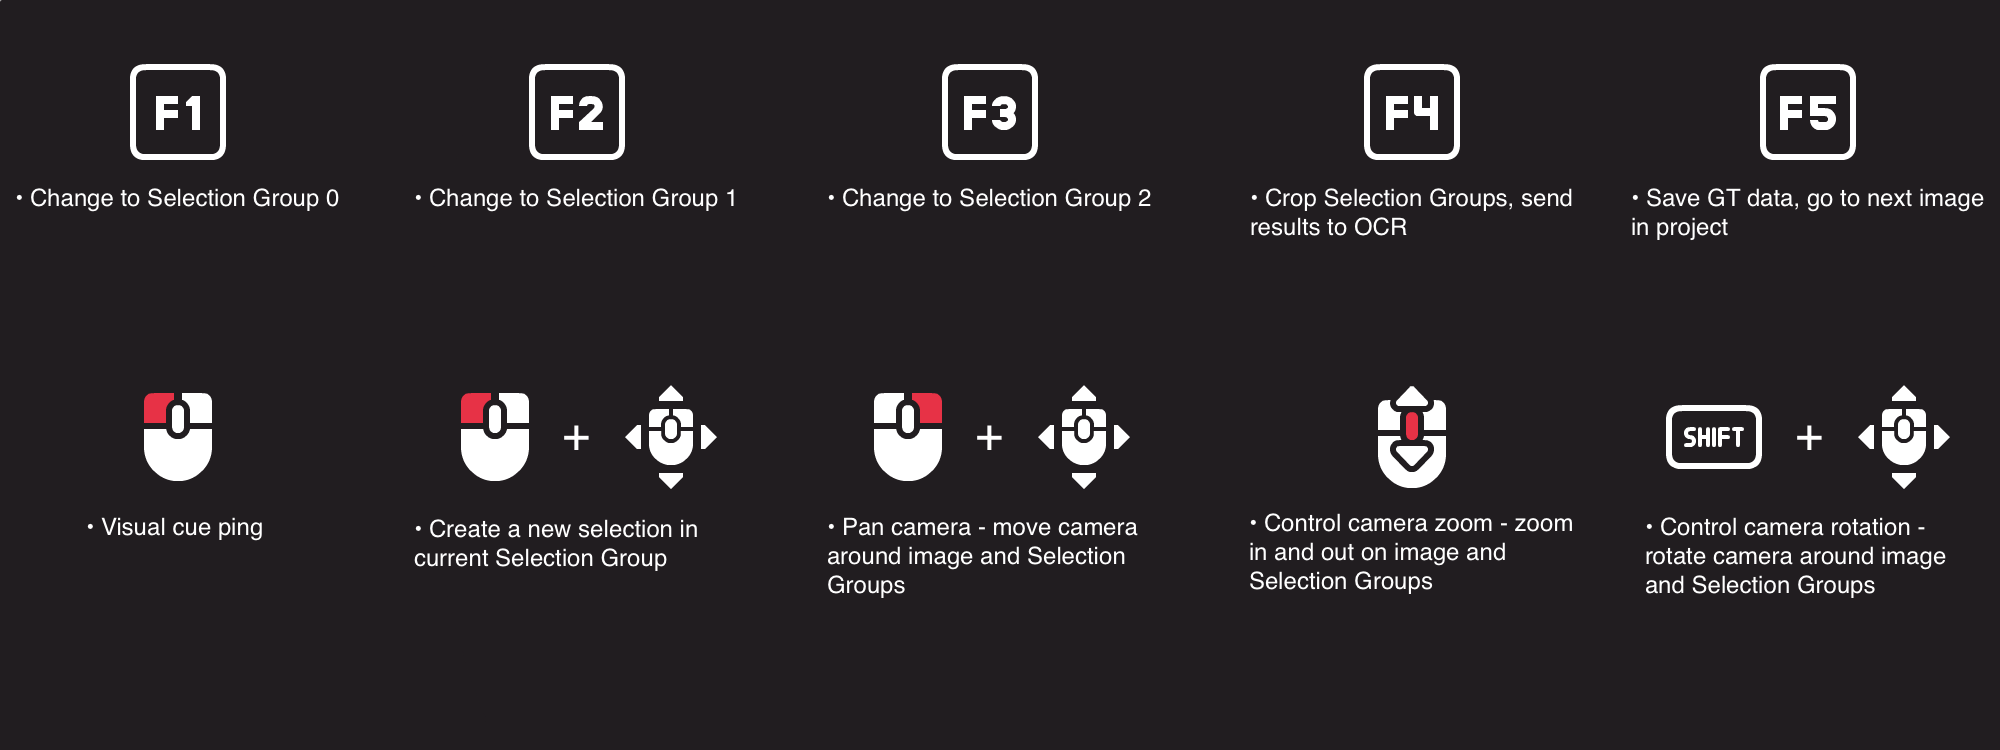 F1
F2
F3
F4
F5
• Change to Selection Group 0
• Change to Selection Group 1
• Change to Selection Group 2
• Crop Selection Groups, send
results to OCR
• Save GT data, go to next image
in project
+
+
SHIFT +
• Visual cue ping
• Create a new selection in
current Selection Group
• Pan camera - move camera
around image and Selection
Groups
• Control camera zoom - zoom
in and out on image and
Selection Groups
• Control camera rotation -
rotate camera around image
and Selection Groups